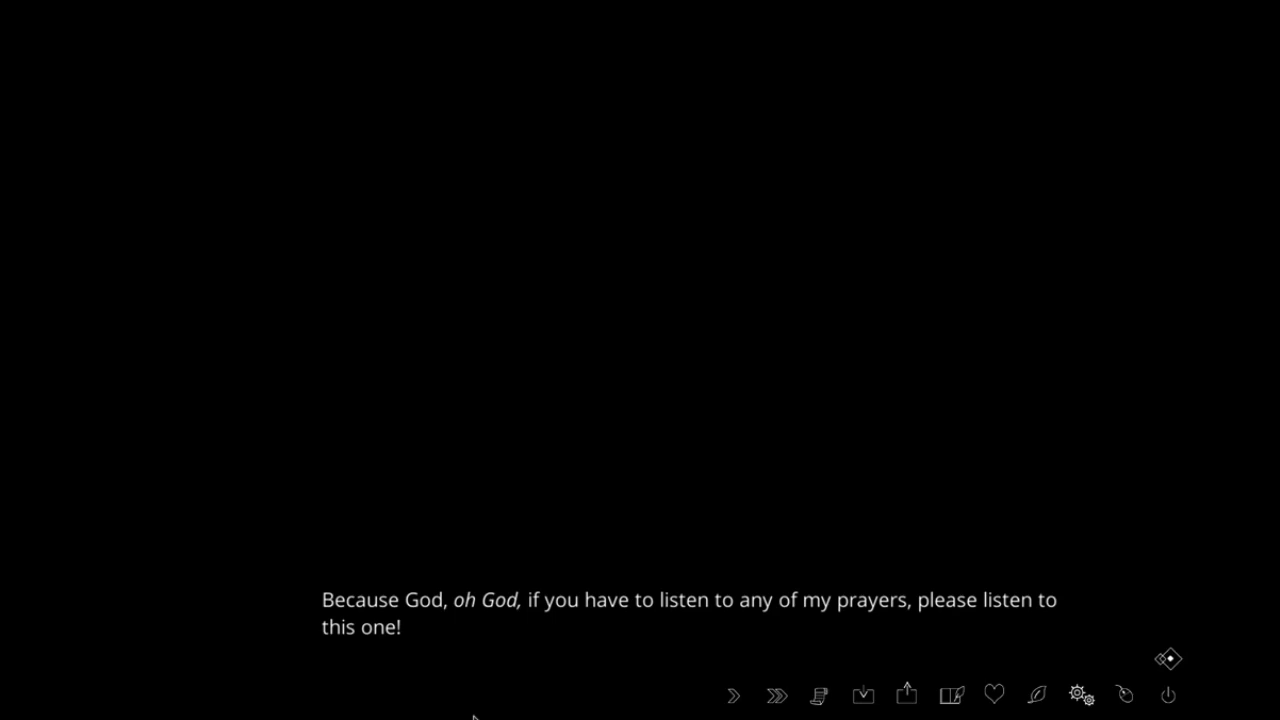 Because God, oh God, if you have to listen to any of my prayers, please listen to
this one!